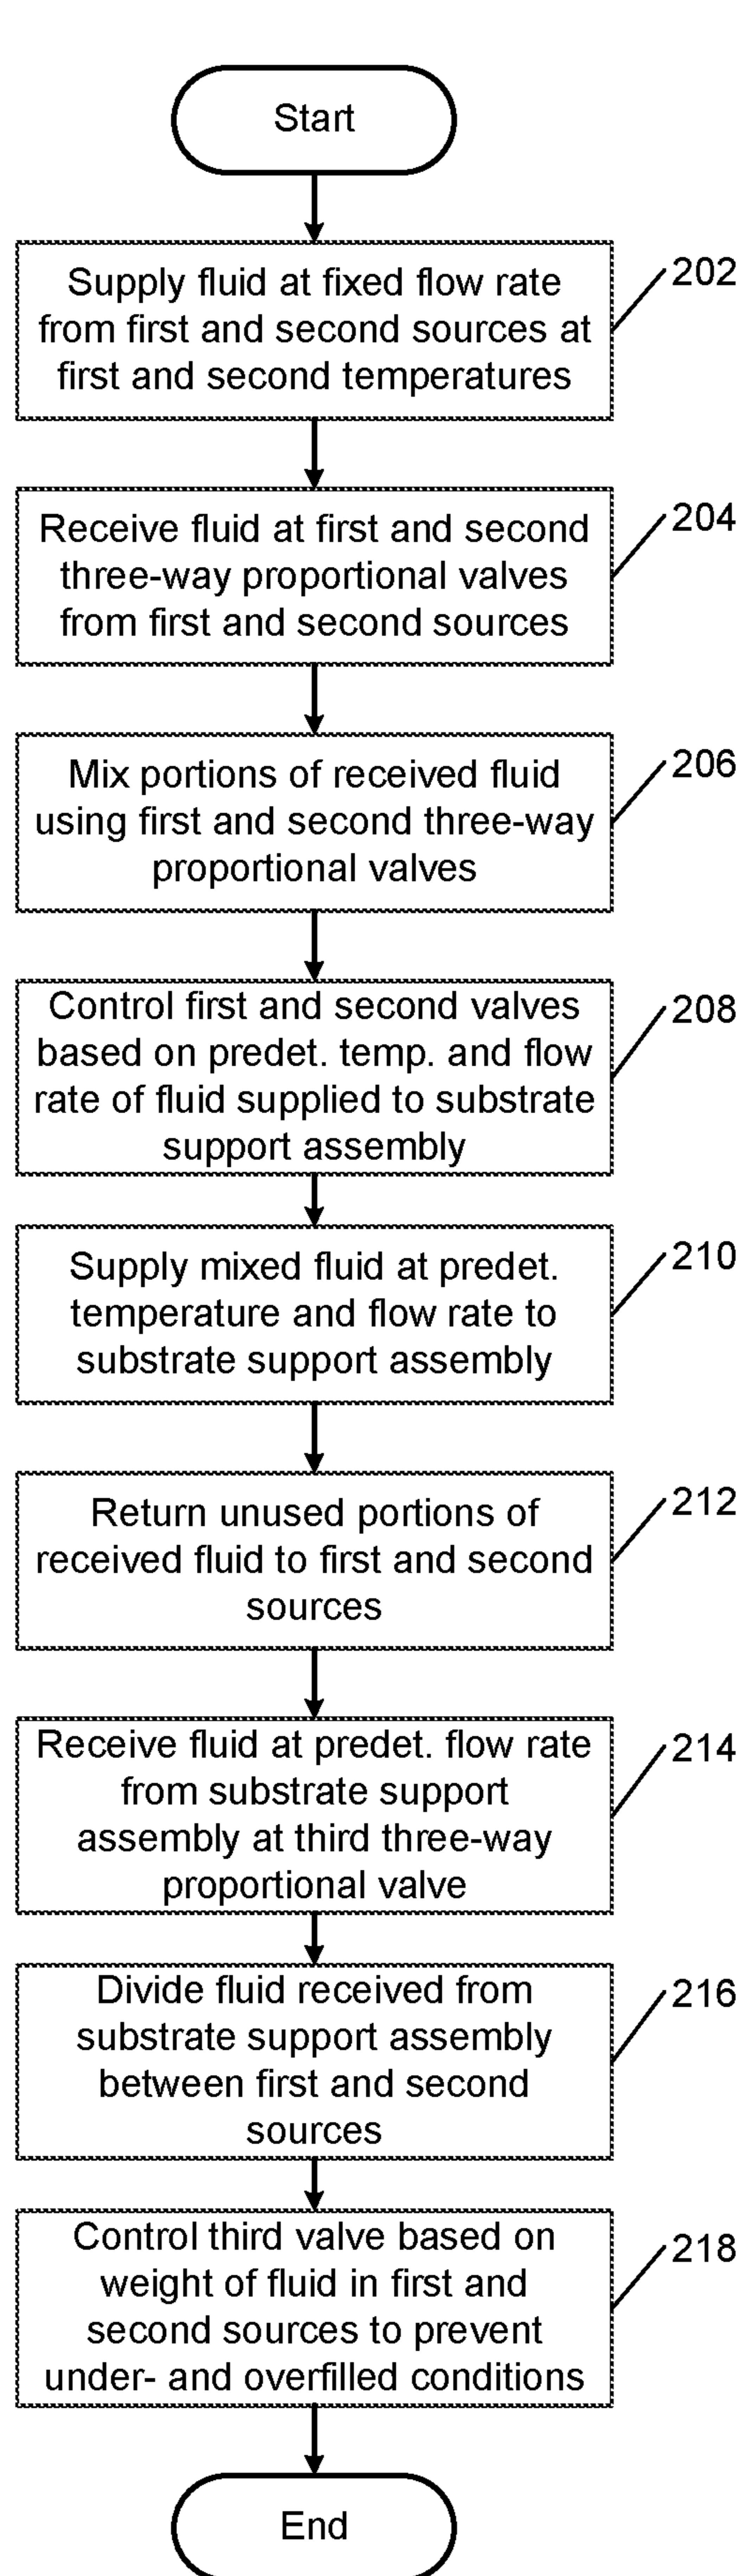 Start
Supply fluid at fixed flow rate
from first and second sources at
first and second temperatures
202
Receive fluid at first and second
three-way proportional valves
from first and second sources
204
Mix portions of received fluid
using first and second three-way
proportional valves
206
Control first and second valves
based on predet. temp. and flow
rate of fluid supplied to substrate
support assembly
208
Supply mixed fluid at predet.
temperature and flow rate to
substrate support assembly
210
Return unused portions of
received fluid to first and second
sources
212
Receive fluid at predet. flow rate
from substrate support
assembly at third three-way
proportional valve
214
Divide fluid received from
substrate support assembly
between first and second
sources
216
Control third valve based on
weight of fluid in first and
second sources to prevent
under- and overfilled conditions
218
End